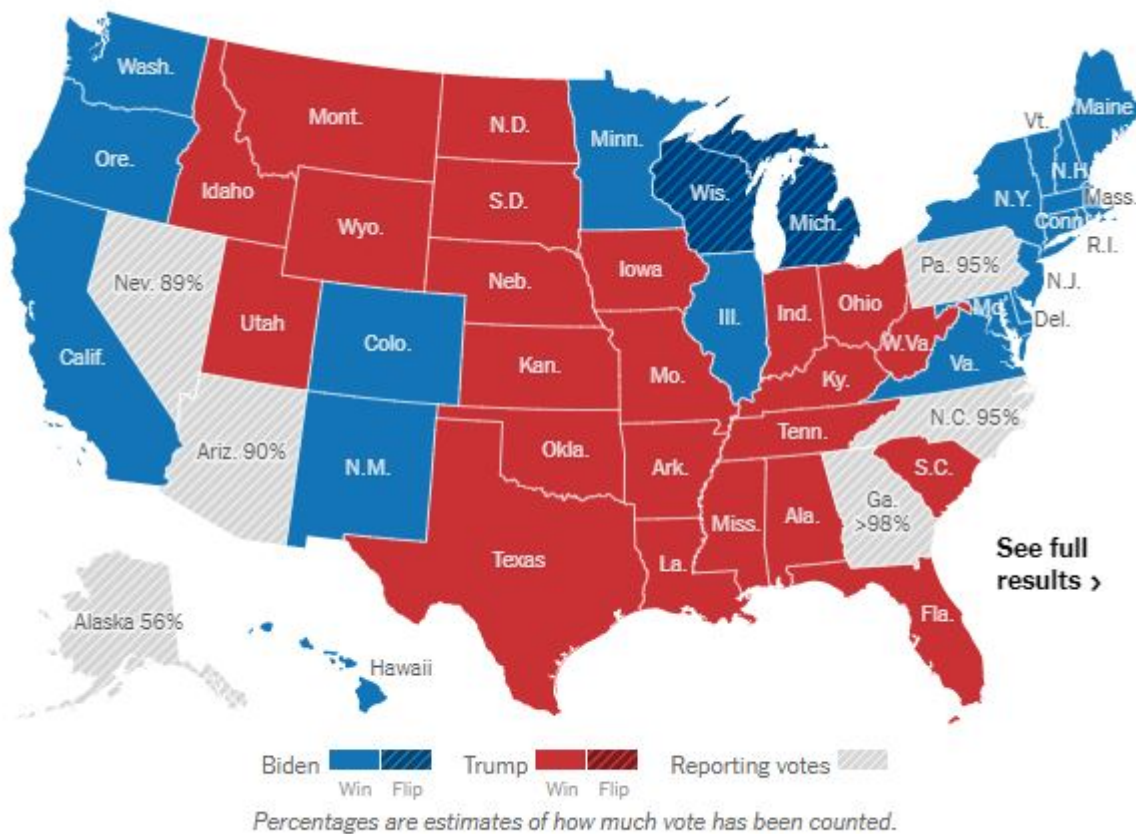 Wash.
Mont.
N.D.
Minn.
Vt.
Maine
Ore.
Idaho
S.D.
Wis.
N.H.
Wyo.
Mich.
N.Y.
Mass.
Conn.
R.I.
Nev. 89%
Neb.
Iowa
Pa. 95%
N.J.
Utah
Colo.
Ill.
Ind.
Ohio
Md.
Del.
Calif.
Kan.
Mo.
W.Va.
Va.
Ky.
Ariz. 90%
N.M.
Okla.
Ark.
Tenn.
N.C. 95%
S.C.
Miss.
Ala.
Ga.
>98%
Texas
La.
See full
results ›
Fla.
Alaska 56%
Hawaii
Biden
Win
Flip
Trump
Win
Flip
Reporting votes
Percentages are estimates of how much vote has been counted.